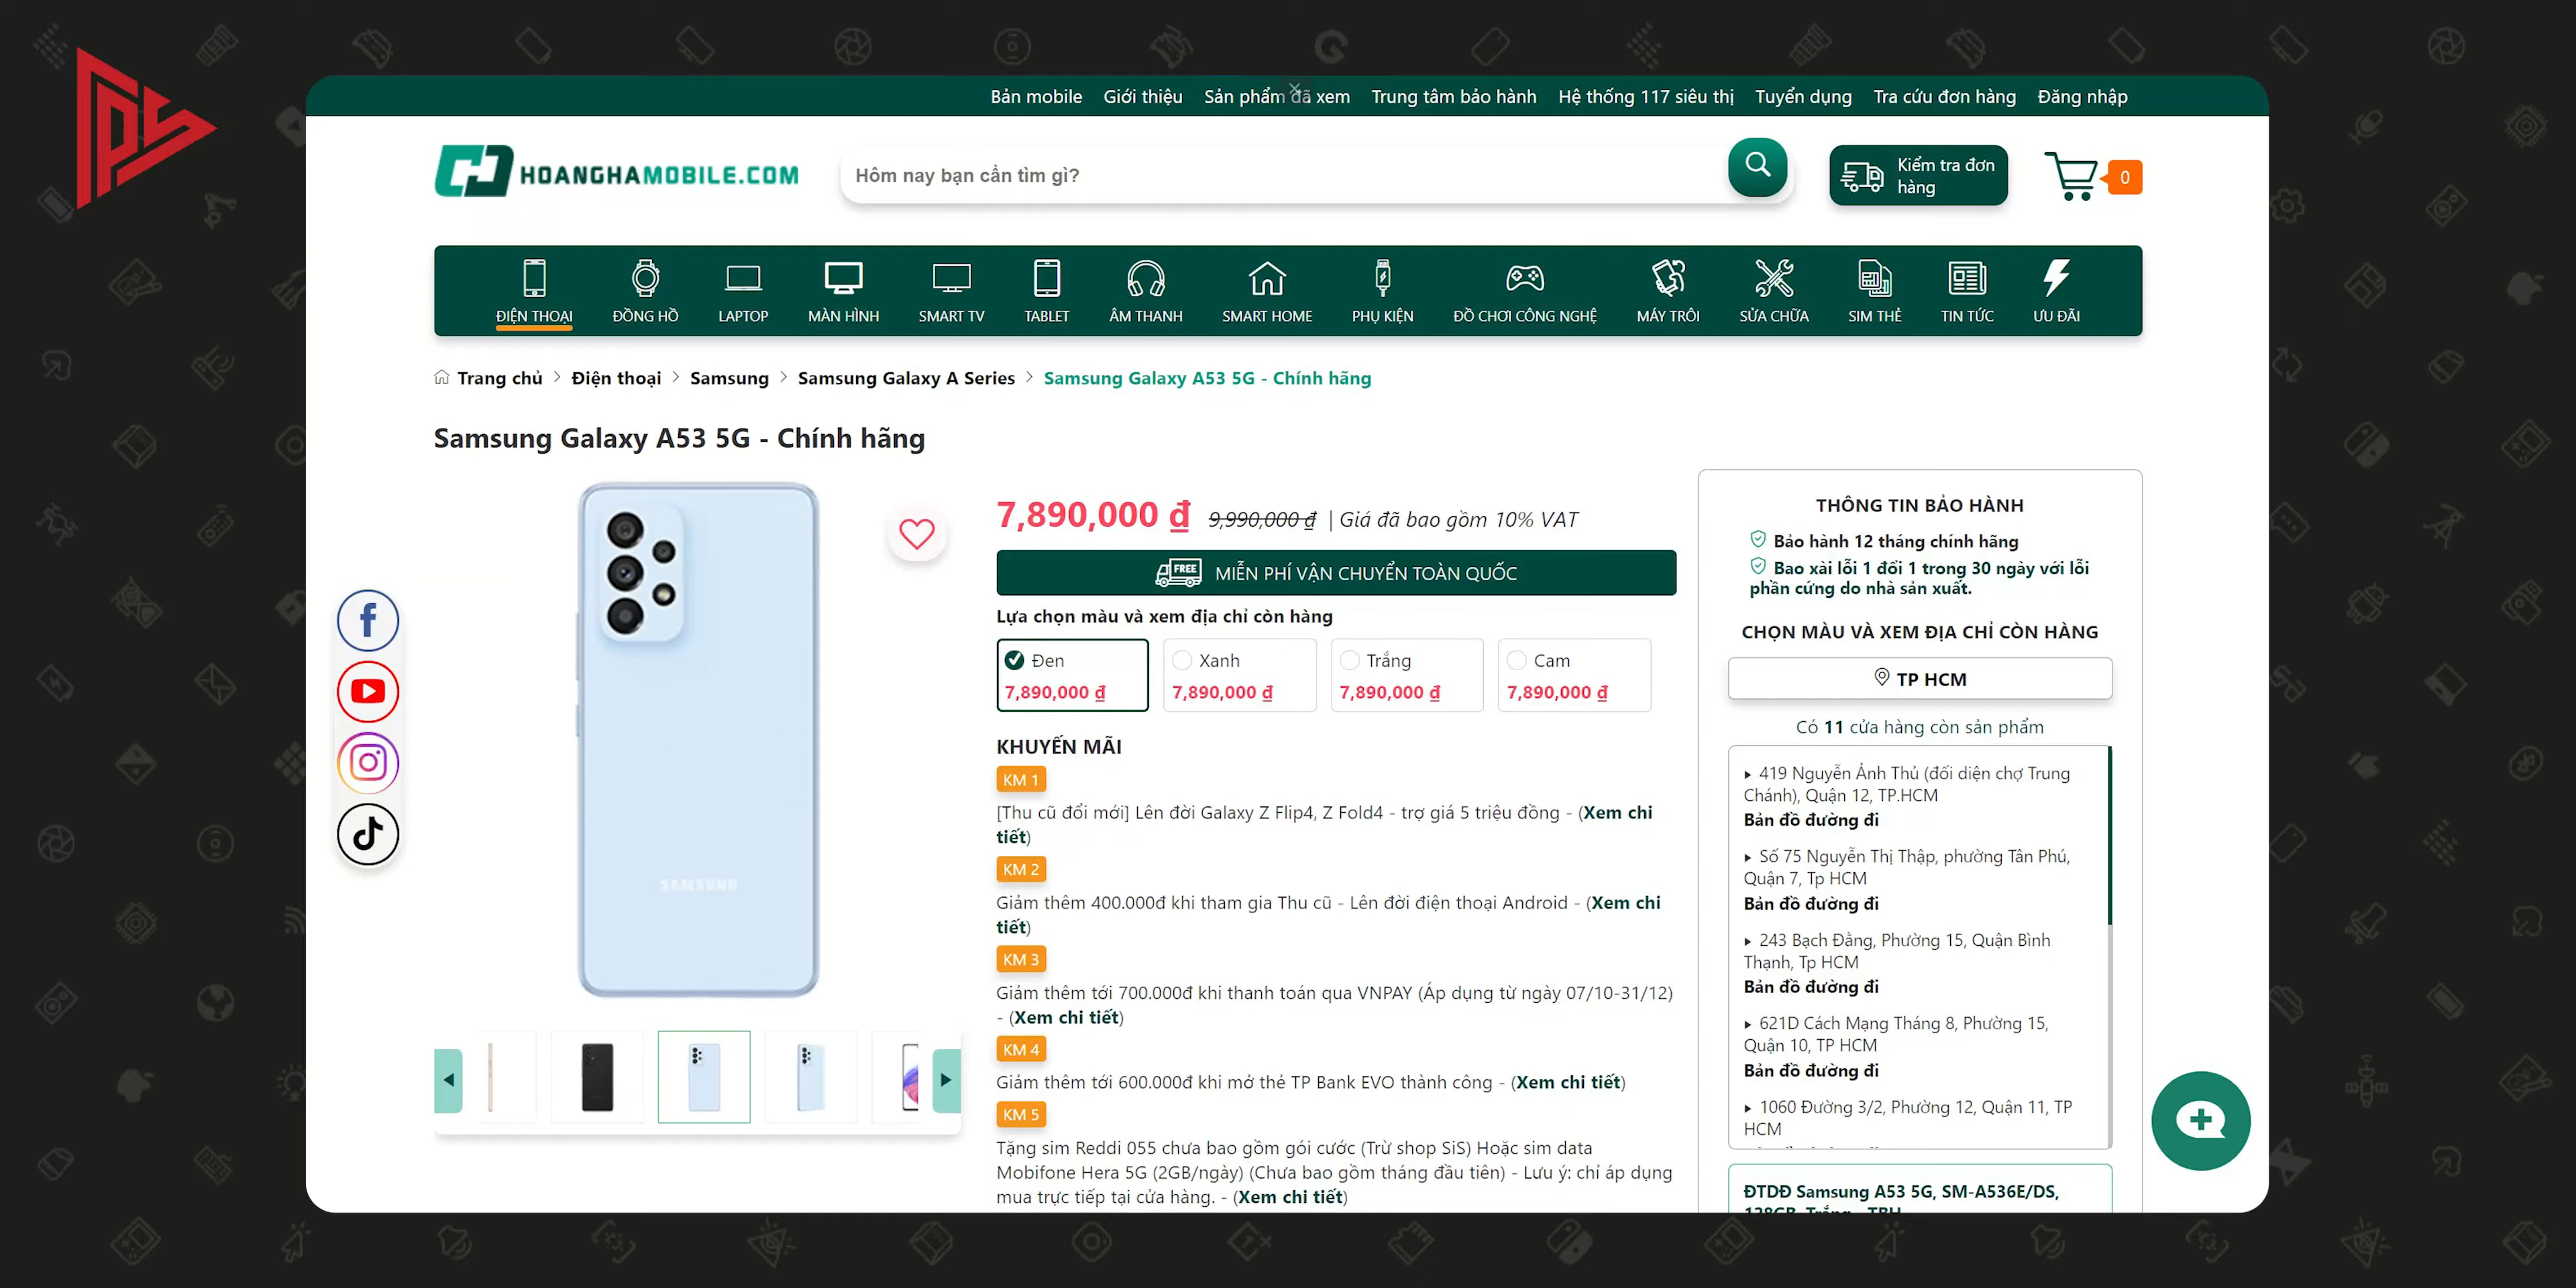 Bản mobile Giới thiệu Sản phẩm đã xem Trung tâm bảo hành Hệ thống 117 siêu thị Tuyển dụng Tra cứu đơn hàng Đăng nhập
HOANGHAMOBILE.COM
Hôm nay bạn cần tìm gì?
Kiểm tra đơn
hàng
0
ĐIỆN THOẠI ĐỒNG HỒ LAPTOP MÀN HÌNH SMART TV TABLET ÂM THANH SMART HOME PHỤ KIỆN ĐỒ CHƠI CÔNG NGHỆ MÁY TRÔI SỬA CHỮA SIM THẺ TIN TỨC ƯU ĐÃI
Trang chủ > Điện thoại > Samsung > Samsung Galaxy A Series > Samsung Galaxy A53 5G - Chính hãng
Samsung Galaxy A53 5G - Chính hãng
SAMSUNG
7,890,000 ₫ 9,990,000 ₫ | Giá đã bao gồm 10% VAT
FREE MIỄN PHÍ VẬN CHUYỂN TOÀN QUỐC
Lựa chọn màu và xem địa chỉ còn hàng
Đen Xanh Trắng Cam
7,890,000 ₫ 7,890,000 ₫ 7,890,000 ₫ 7,890,000 ₫
KHUYẾN MÃI
KM 1
[Thu cũ đổi mới] Lên đời Galaxy Z Flip4, Z Fold4 - trợ giá 5 triệu đồng - (Xem chi
tiết)
KM 2
Giảm thêm 400.000đ khi tham gia Thu cũ - Lên đời điện thoại Android - (Xem chi
tiết)
KM 3
Giảm thêm tới 700.000đ khi thanh toán qua VNPAY (Áp dụng từ ngày 07/10-31/12)
- (Xem chi tiết)
KM 4
Giảm thêm tới 600.000đ khi mở thẻ TP Bank EVO thành công - (Xem chi tiết)
KM 5
Tặng sim Reddi 055 chưa bao gồm gói cước (Trừ shop SiS) Hoặc sim data
Mobifone Hera 5G (2GB/ngày) (Chưa bao gồm tháng đầu tiên) - Lưu ý: chỉ áp dụng
mua trực tiếp tại cửa hàng. - (Xem chi tiết)
THÔNG TIN BẢO HÀNH
Bảo hành 12 tháng chính hãng
Bao xài lỗi 1 đổi 1 trong 30 ngày với lỗi
phần cứng do nhà sản xuất.
CHỌN MÀU VÀ XEM ĐỊA CHỈ CÒN HÀNG
TP HCM
Có 11 cửa hàng còn sản phẩm
419 Nguyễn Ảnh Thủ (đối diện chợ Trung
Chánh), Quận 12, TP.HCM
Bản đồ đường đi
Số 75 Nguyễn Thị Thập, phường Tân Phú,
Quận 7, Tp HCM
Bản đồ đường đi
243 Bạch Đằng, Phường 15, Quận Bình
Thạnh, Tp HCM
Bản đồ đường đi
621D Cách Mạng Tháng 8, Phường 15,
Quận 10, TP HCM
Bản đồ đường đi
1060 Đường 3/2, Phường 12, Quận 11, TP
HCM
ĐTDĐ Samsung A53 5G, SM-A536E/DS,
128GB, Trắng - TBH